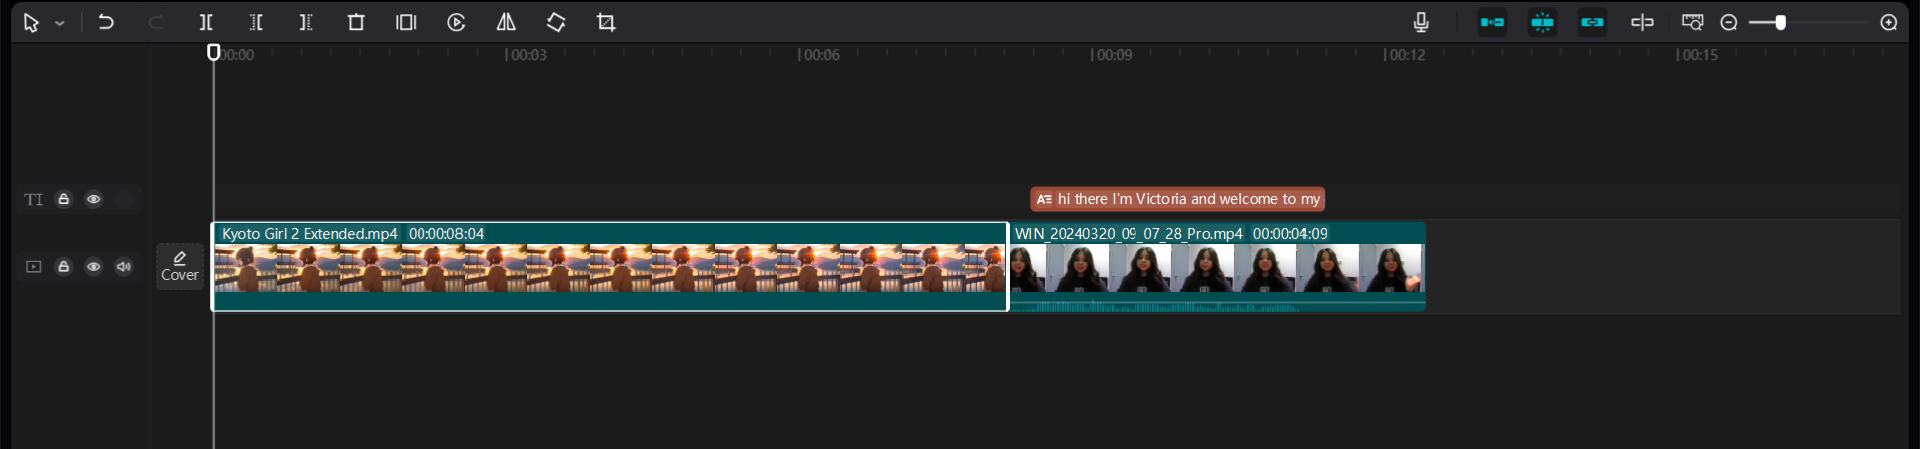 00:00 00:03 00:06 00:09 00:12 00:15
TI
A hi there I'm Victoria and welcome to my
Kyoto Girl 2 Extended.mp4 00:00:08:04
WIN_20240320_09_07_28_Pro.mp4 00:00:04:09
Cover